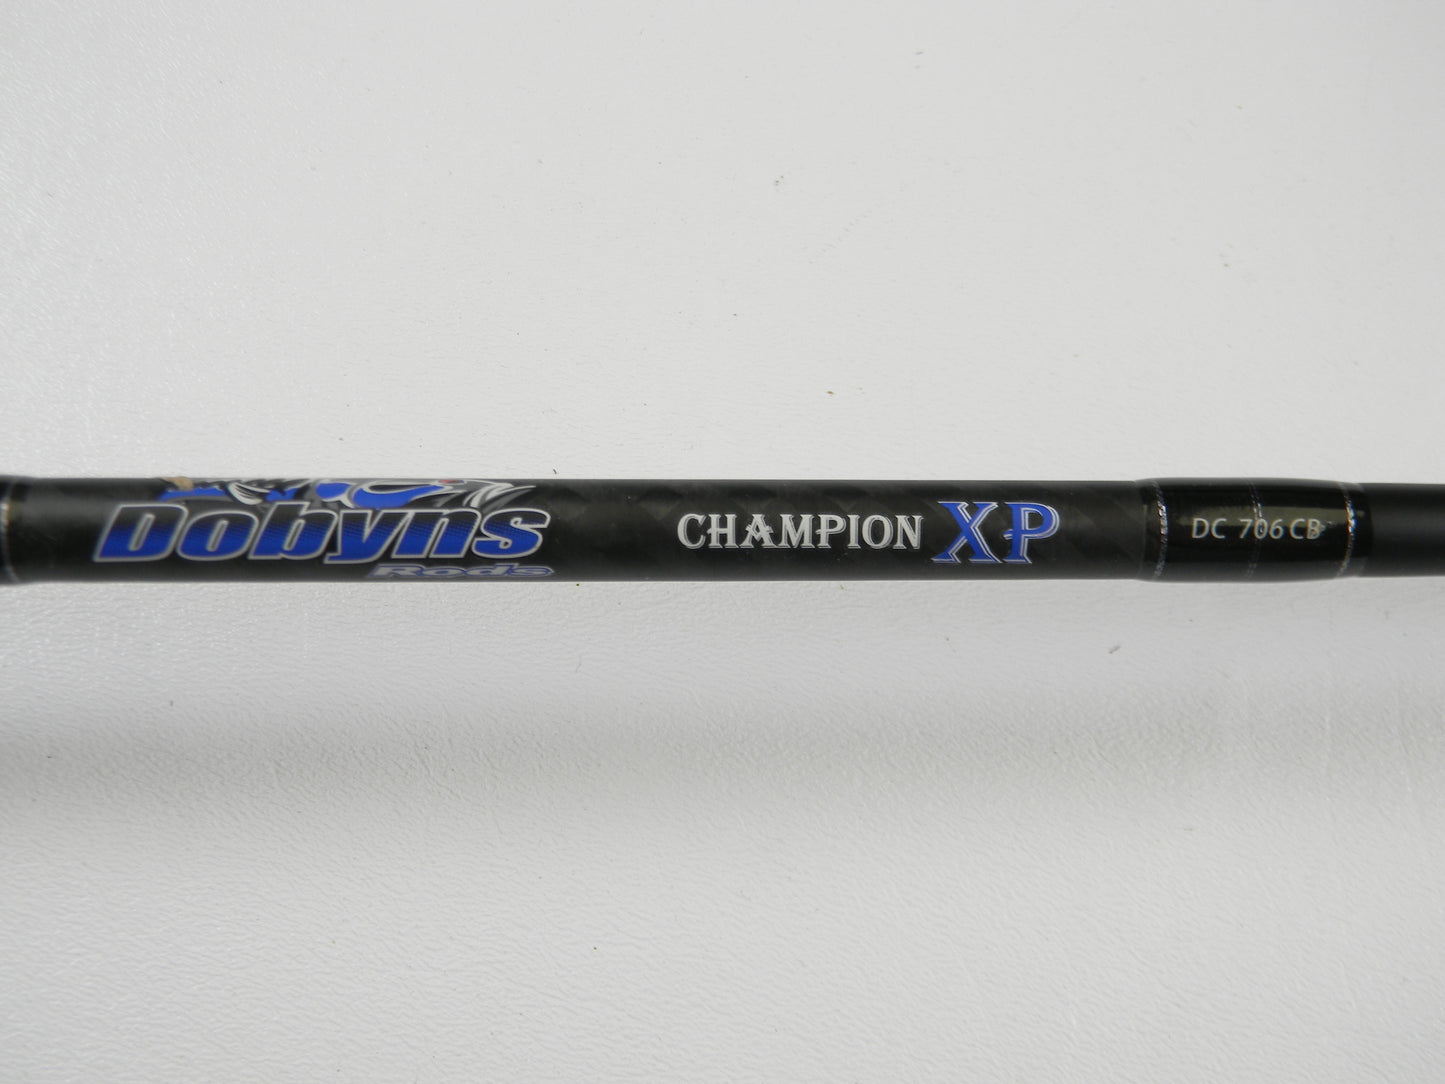 Dobyns
Rods
CHAMPION XP
DC 706 CB